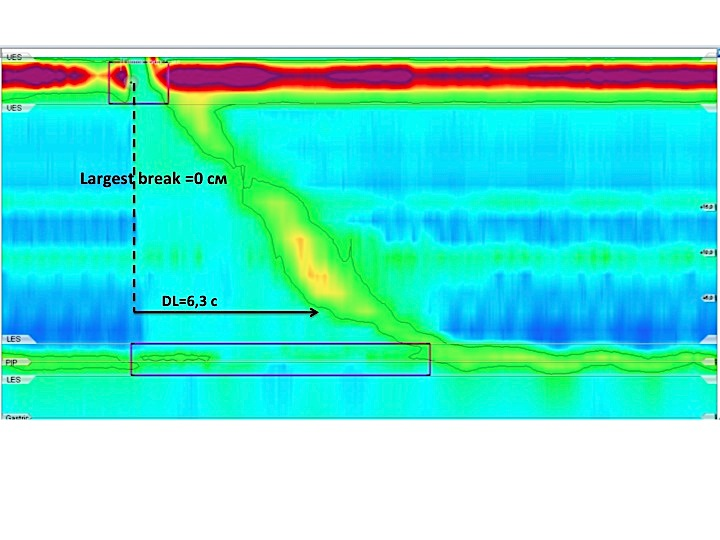 UES
UES
Largest break =0 см
DL=6,3 с
LES
PIP
LES
Gastric